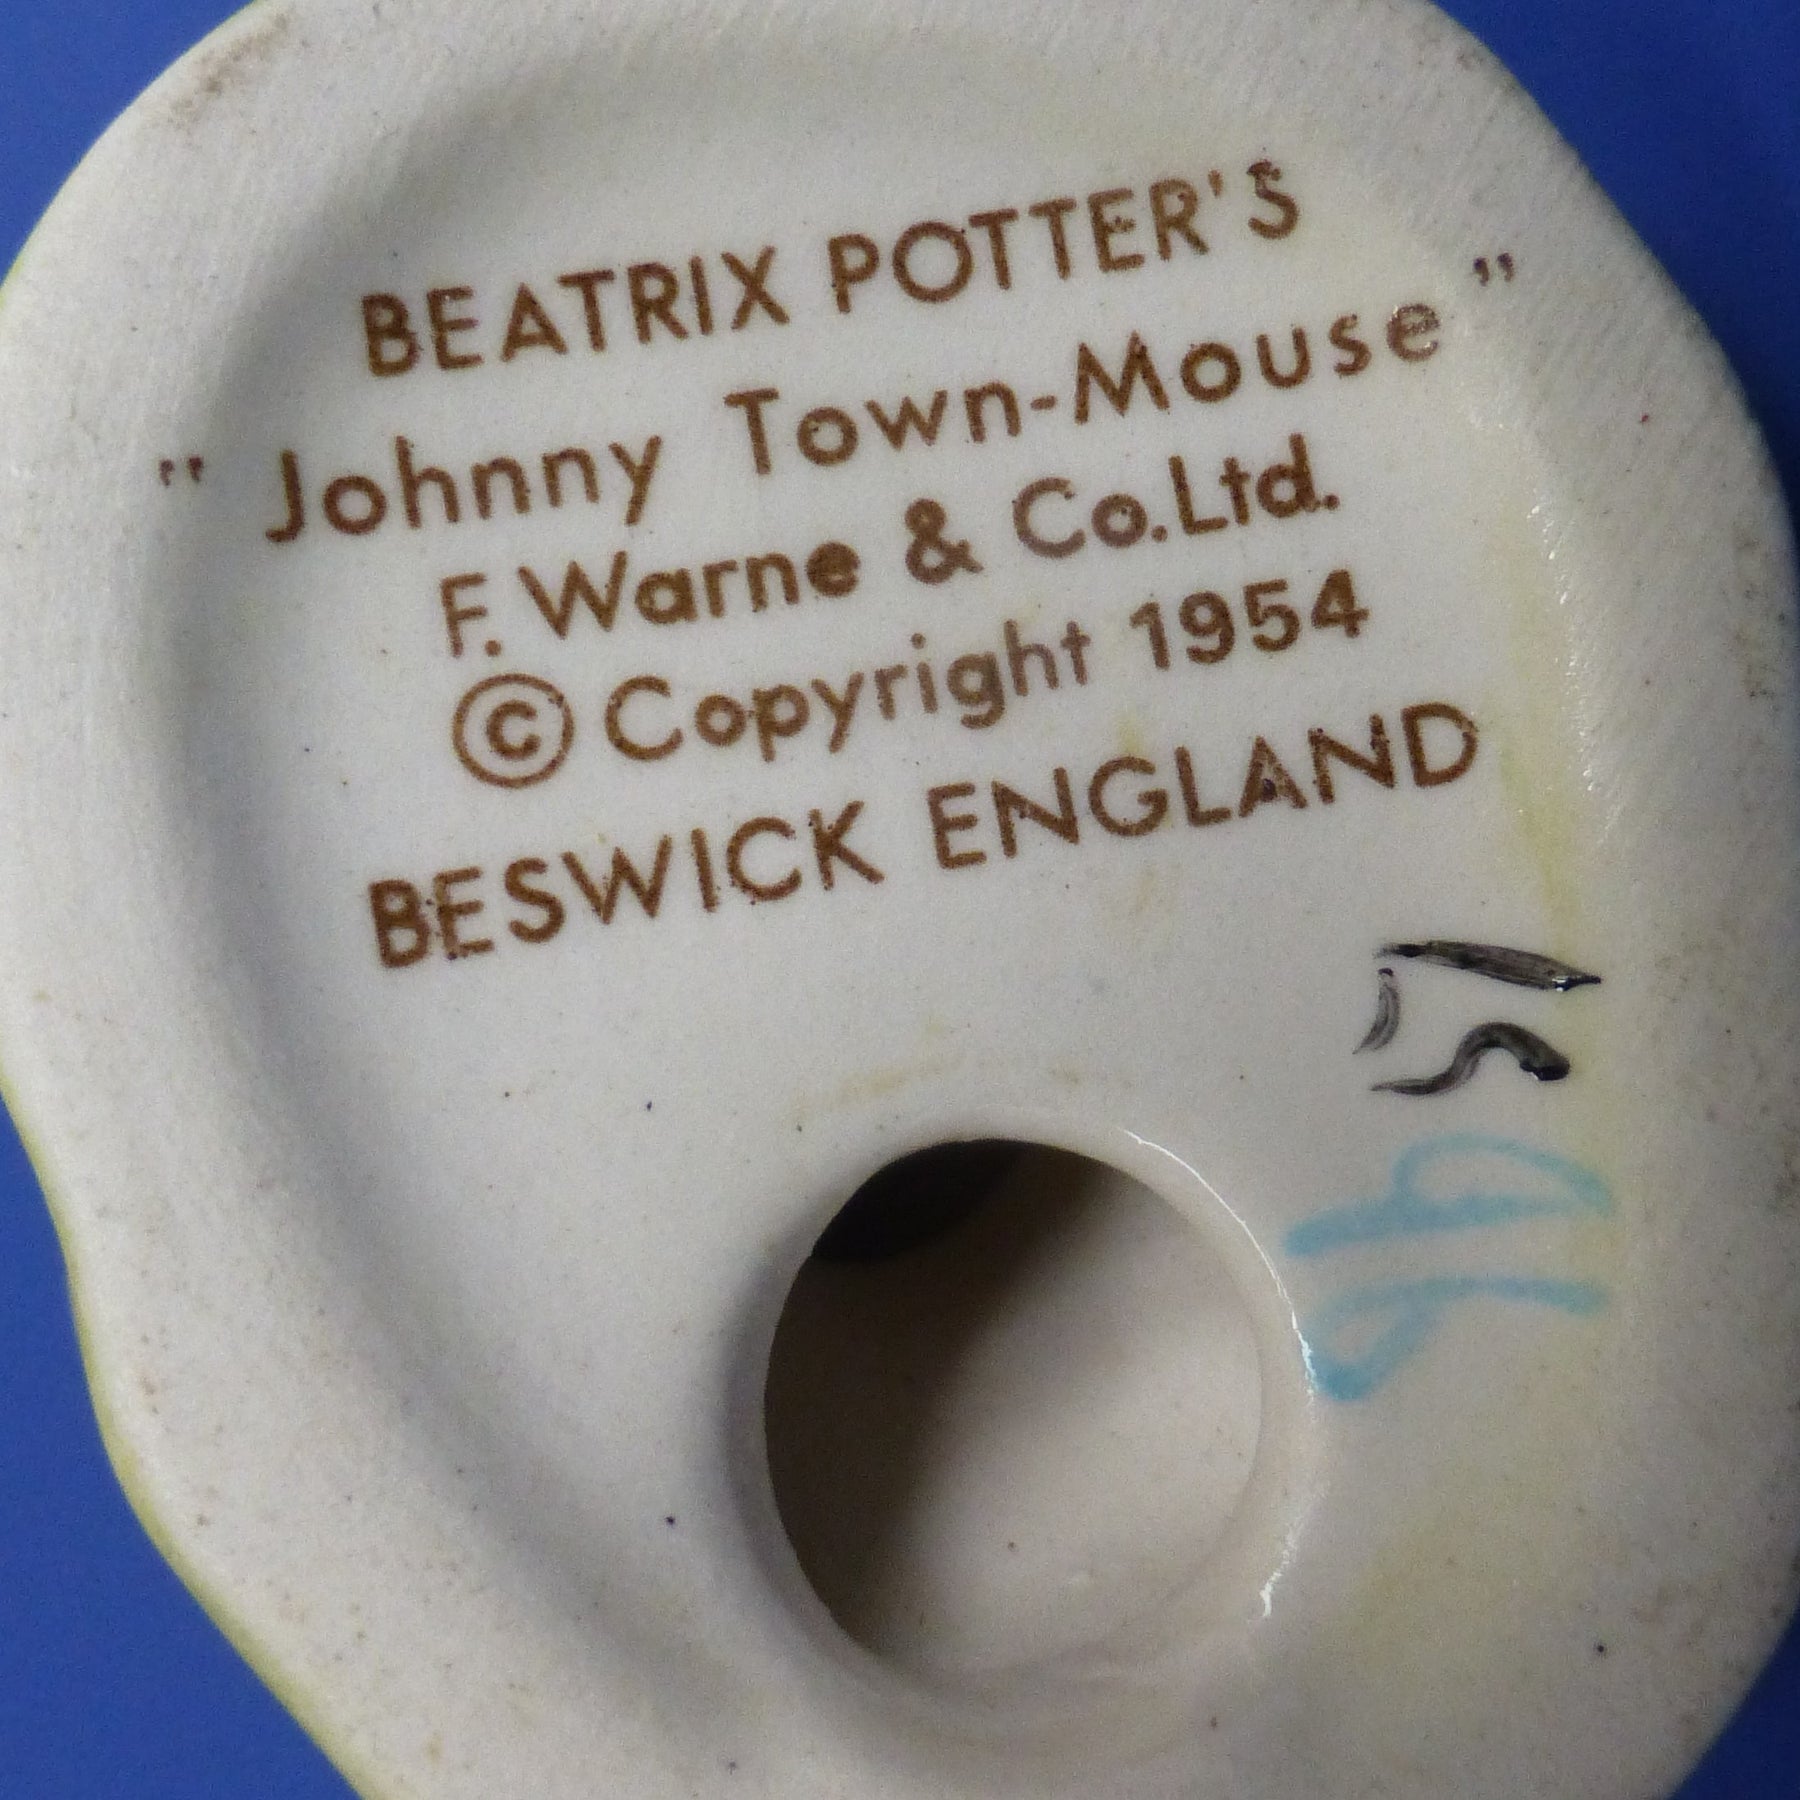 BEATRIX POTTER'S
" Johnny Town-Mouse "
F. Warne & Co.Ltd.
© Copyright 1954
BESWICK ENGLAND